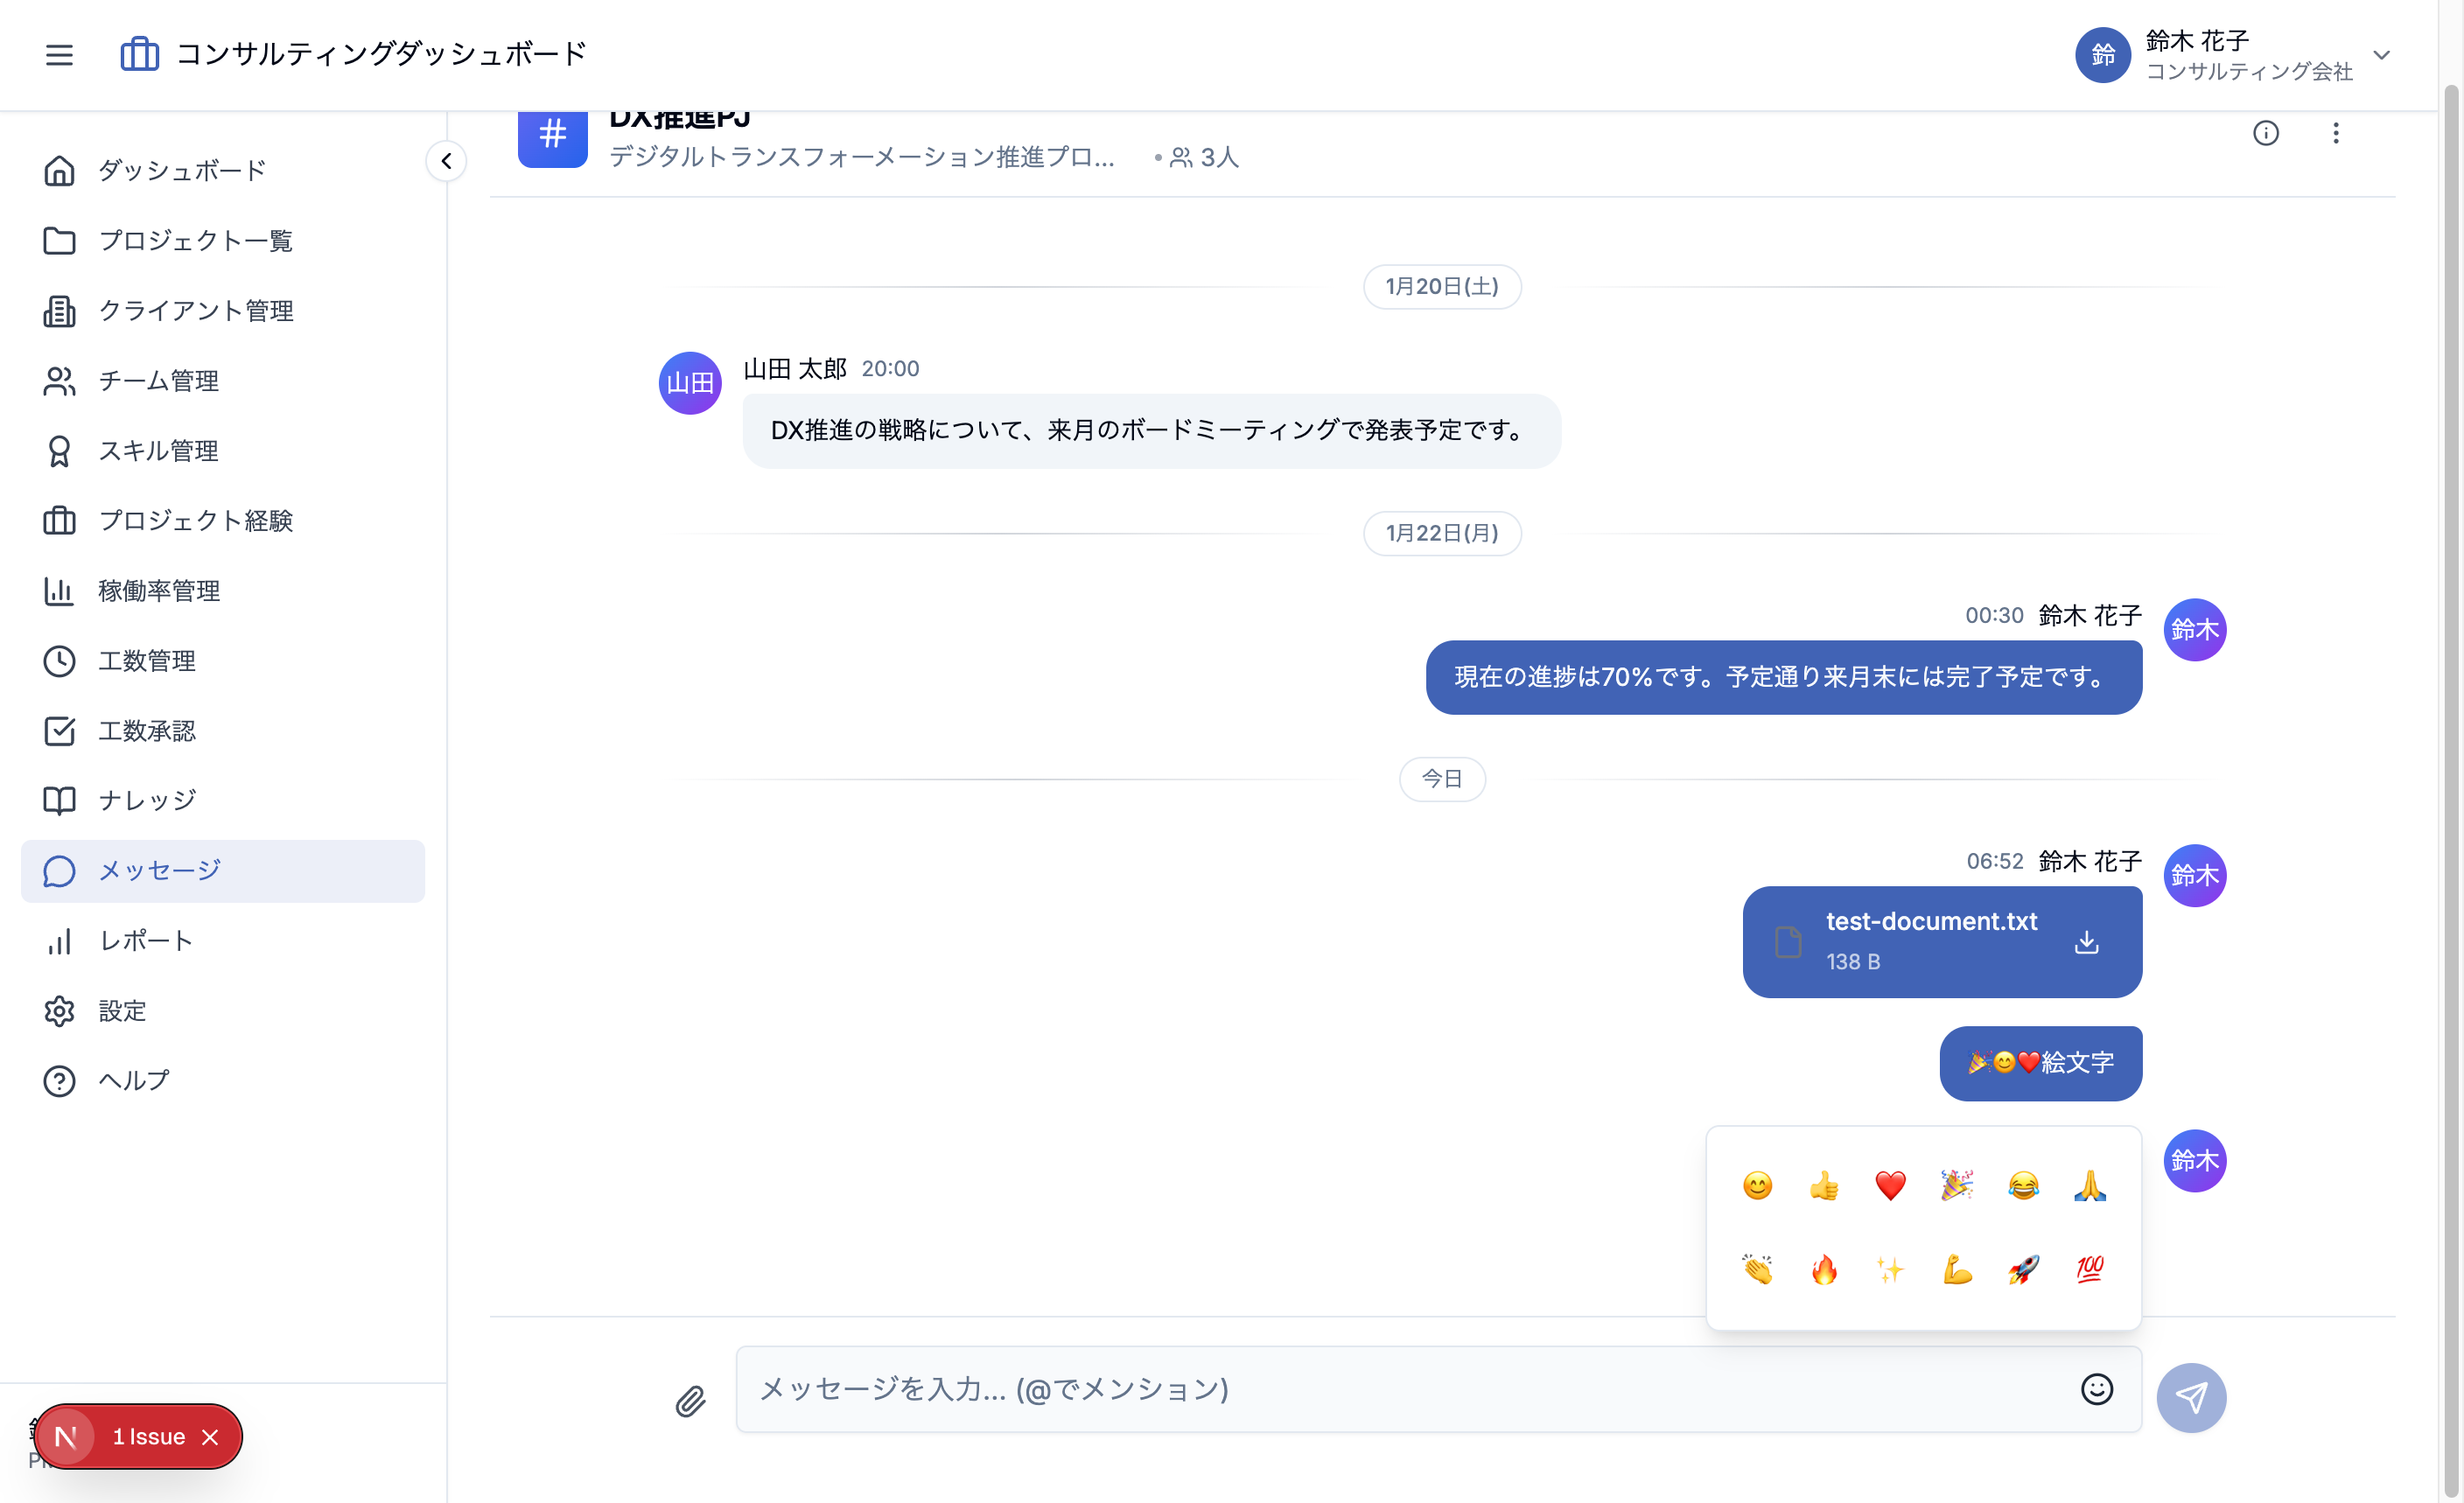 コンサルティングダッシュボード
鈴
鈴木 花子
コンサルティング会社
ダッシュボード
プロジェクト一覧
クライアント管理
チーム管理
スキル管理
プロジェクト経験
稼働率管理
工数管理
工数承認
ナレッジ
メッセージ
レポート
設定
ヘルプ
N
1 Issue
#
DX推進PJ
デジタルトランスフォーメーション推進プロ...
• 3人
1月20日(土)
山田
山田 太郎 20:00
DX推進の戦略について、来月のボードミーティングで発表予定です。
1月22日(月)
00:30 鈴木 花子
鈴木
現在の進捗は70%です。予定通り来月末には完了予定です。
今日
06:52 鈴木 花子
鈴木
test-document.txt
138 B
🎉😊❤️絵文字
鈴木
😊 👍 ❤️ 🎉 😂 🙏
👏 🔥 ✨ 💪 🚀 💯
メッセージを入力... (@でメンション)